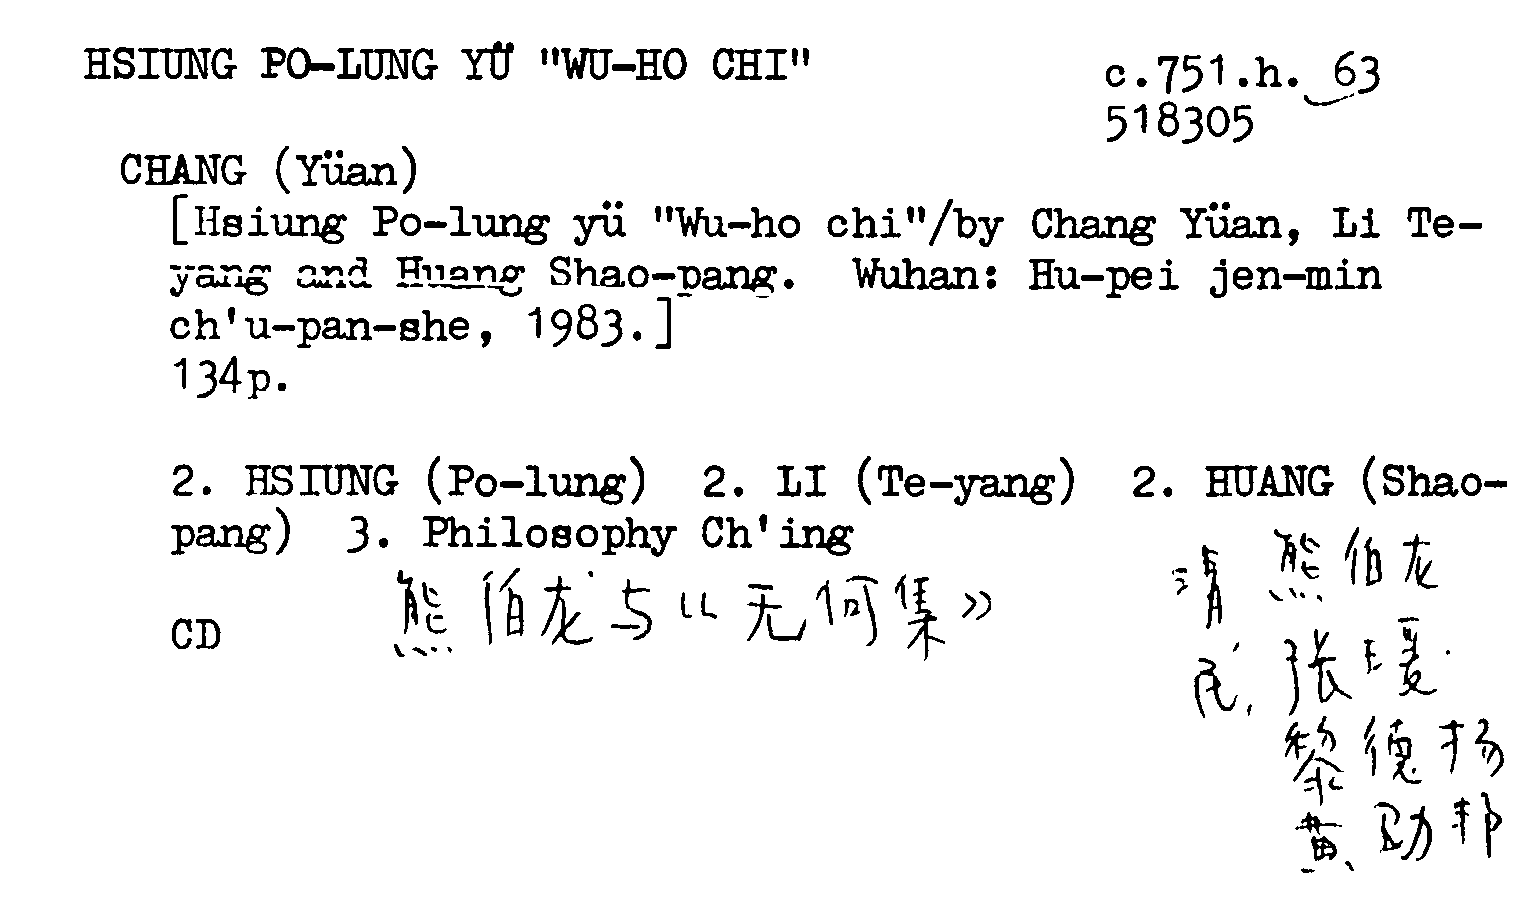 HSIUNG PO-LUNG YÜ "WU-HO CHI"
c.751.h. 63
518305
CHANG (Yüan)
[Hsiung Po-lung yü "Wu-ho chi"/by Chang Yüan, Li Te-
yang and Huang Shao-pang. Wuhan: Hu-pei jen-min
ch'u-pan-she, 1983.]
134p.
2. HSIUNG (Po-lung) 2. LI (Te-yang) 2. HUANG (Shao-
pang) 3. Philosophy Ch'ing
CD
熊伯龙与《无何集》
清 熊伯龙
民. 张瑗
黎德扬
黄劭邦